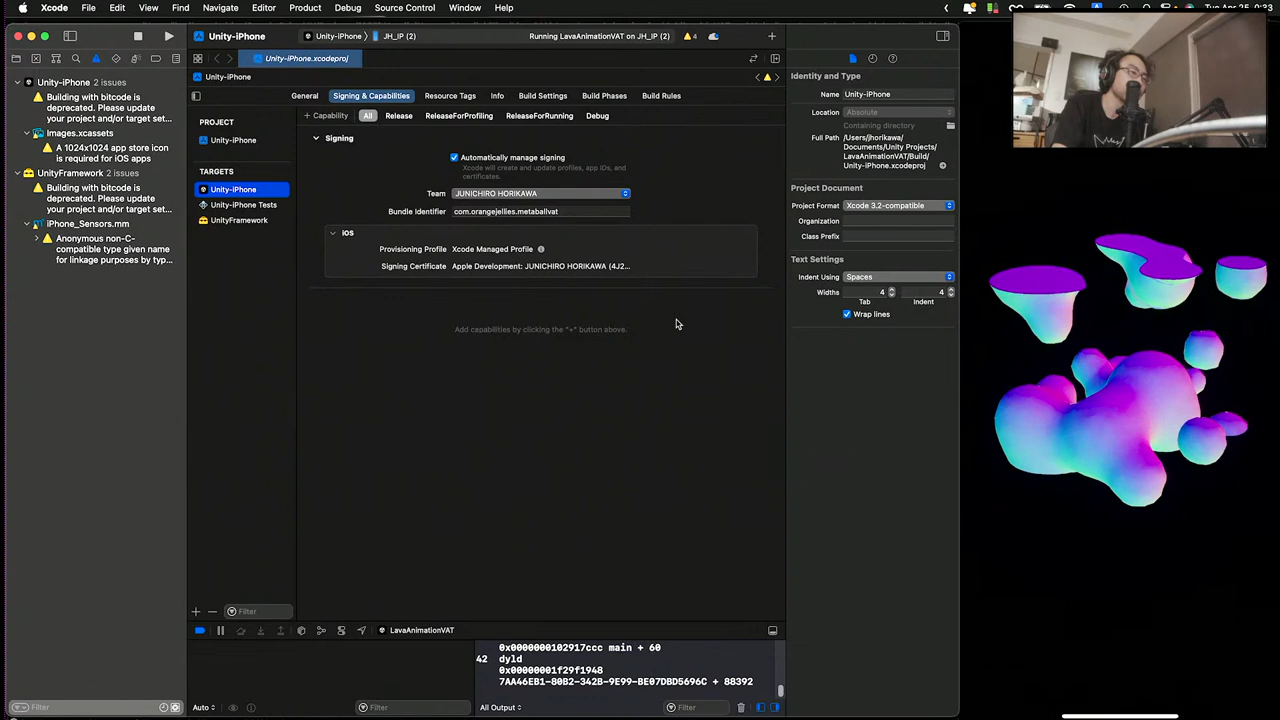 Xcode File Edit View Find Navigate Editor Product Debug Source Control Window Help
Tue Apr 25 0:33
Unity-iPhone
Unity-iPhone
JH_IP (2)
Running LavaAnimationVAT on JH_IP (2)
4
Unity-iPhone.xcodeproj
Unity-iPhone
General Signing & Capabilities Resource Tags Info Build Settings Build Phases Build Rules
+ Capability All Release ReleaseForProfiling ReleaseForRunning Debug
Unity-iPhone 2 issues
Building with bitcode is
deprecated. Please update
your project and/or target set...
Images.xcassets
A 1024x1024 app store icon
is required for iOS apps
UnityFramework 2 issues
Building with bitcode is
deprecated. Please update
your project and/or target set...
iPhone_Sensors.mm
Anonymous non-C-
compatible type given name
for linkage purposes by typ...
PROJECT
Unity-iPhone
TARGETS
Unity-iPhone
Unity-iPhone Tests
UnityFramework
Signing
Automatically manage signing
Xcode will create and update profiles, app IDs, and
certificates.
Team JUNICHIRO HORIKAWA
Bundle Identifier com.orangejellies.metaballvat
iOS
Provisioning Profile Xcode Managed Profile
Signing Certificate Apple Development: JUNICHIRO HORIKAWA (4J2...
Add capabilities by clicking the "+" button above.
Identity and Type
Name Unity-iPhone
Location Absolute
Containing directory
Full Path /Users/jhorikawa/
Documents/Unity Projects/
LavaAnimationVAT/Build/
Unity-iPhone.xcodeproj
Project Document
Project Format Xcode 3.2-compatible
Organization
Class Prefix
Text Settings
Indent Using Spaces
Widths 4 4
Tab Indent
Wrap lines
Filter
LavaAnimationVAT
0x0000000102917ccc main + 60
42 dyld
0x00000001f29f1948
7AA46EB1-80B2-342B-9E99-BE07DBD5696C + 88392
Filter
Auto
Filter
All Output
Filter